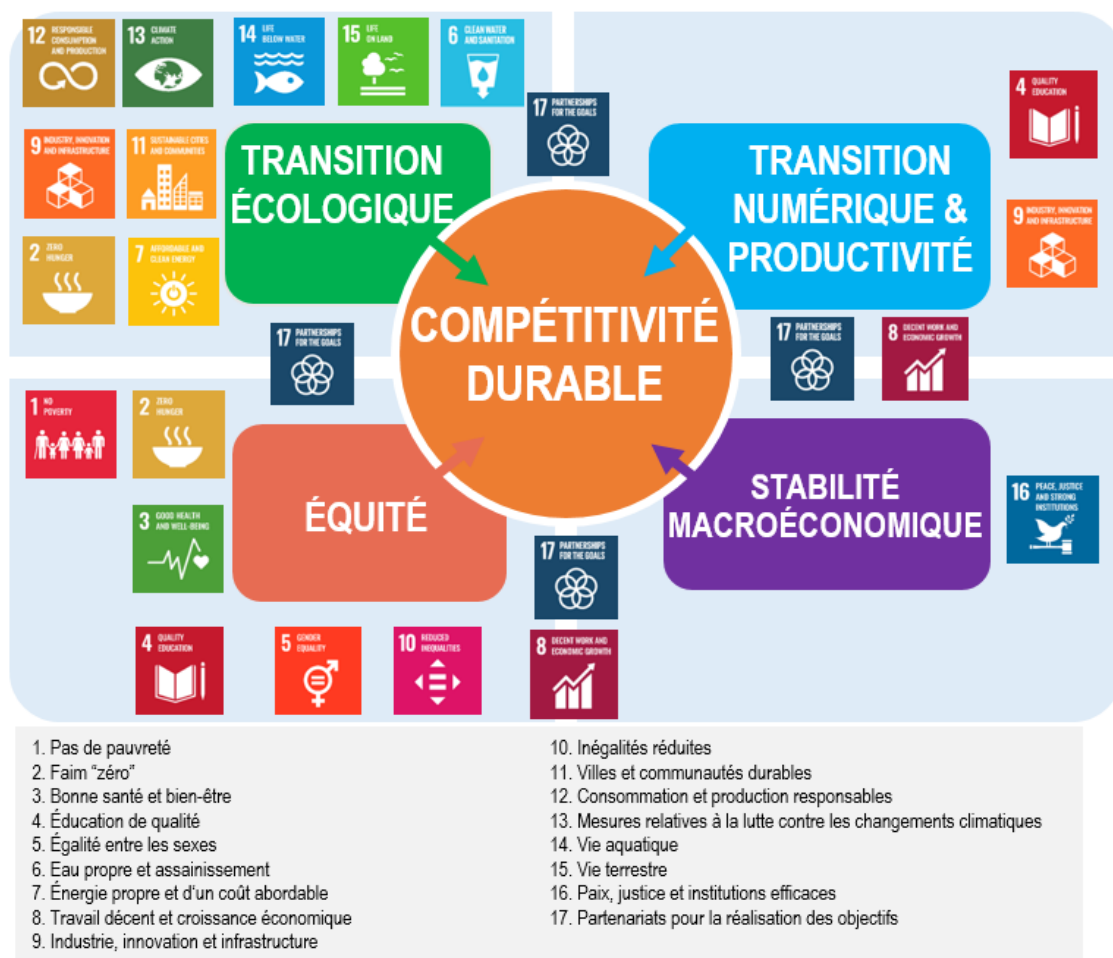 12 RESPONSIBLE
CONSUMPTION
AND PRODUCTION
13 CLIMATE
ACTION
14 LIFE
BELOW WATER
15 LIFE
ON LAND
6 CLEAN WATER
AND SANITATION
17 PARTNERSHIPS
FOR THE GOALS
4 QUALITY
EDUCATION
9 INDUSTRY, INNOVATION
AND INFRASTRUCTURE
11 SUSTAINABLE CITIES
AND COMMUNITIES
TRANSITION
ÉCOLOGIQUE
TRANSITION
NUMÉRIQUE &
PRODUCTIVITÉ
9 INDUSTRY, INNOVATION
AND INFRASTRUCTURE
2 ZERO
HUNGER
7 AFFORDABLE AND
CLEAN ENERGY
COMPÉTITIVITÉ
DURABLE
17 PARTNERSHIPS
FOR THE GOALS
17 PARTNERSHIPS
FOR THE GOALS
8 DECENT WORK AND
ECONOMIC GROWTH
1 NO
POVERTY
2 ZERO
HUNGER
3 GOOD HEALTH
AND WELL-BEING
ÉQUITÉ
STABILITÉ
MACROÉCONOMIQUE
16 PEACE, JUSTICE
AND STRONG
INSTITUTIONS
17 PARTNERSHIPS
FOR THE GOALS
4 QUALITY
EDUCATION
5 GENDER
EQUALITY
10 REDUCED
INEQUALITIES
8 DECENT WORK AND
ECONOMIC GROWTH
1. Pas de pauvreté
2. Faim “zéro”
3. Bonne santé et bien-être
4. Éducation de qualité
5. Égalité entre les sexes
6. Eau propre et assainissement
7. Énergie propre et d‘un coût abordable
8. Travail décent et croissance économique
9. Industrie, innovation et infrastructure
10. Inégalités réduites
11. Villes et communautés durables
12. Consommation et production responsables
13. Mesures relatives à la lutte contre les changements climatiques
14. Vie aquatique
15. Vie terrestre
16. Paix, justice et institutions efficaces
17. Partenariats pour la réalisation des objectifs